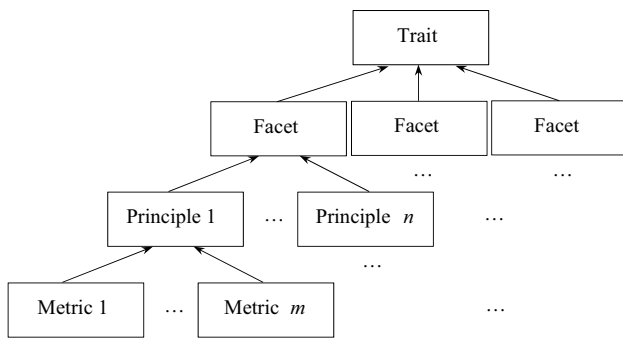 Trait
Facet
Facet
Facet
...
...
Principle 1
...
Principle n
...
...
Metric 1
...
Metric m
...